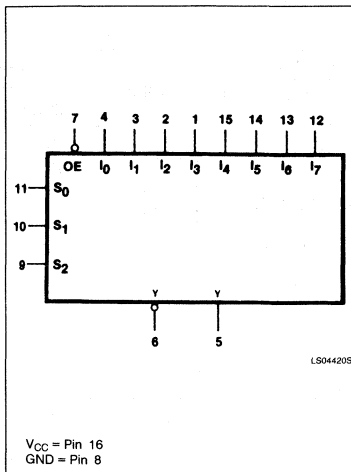 7 4 3 2 1 15 14 13 12
OE I0 I1 I2 I3 I4 I5 I6 I7
11 S0
10 S1
9 S2
Y Y
6 5
LS04420S
VCC = Pin 16
GND = Pin 8